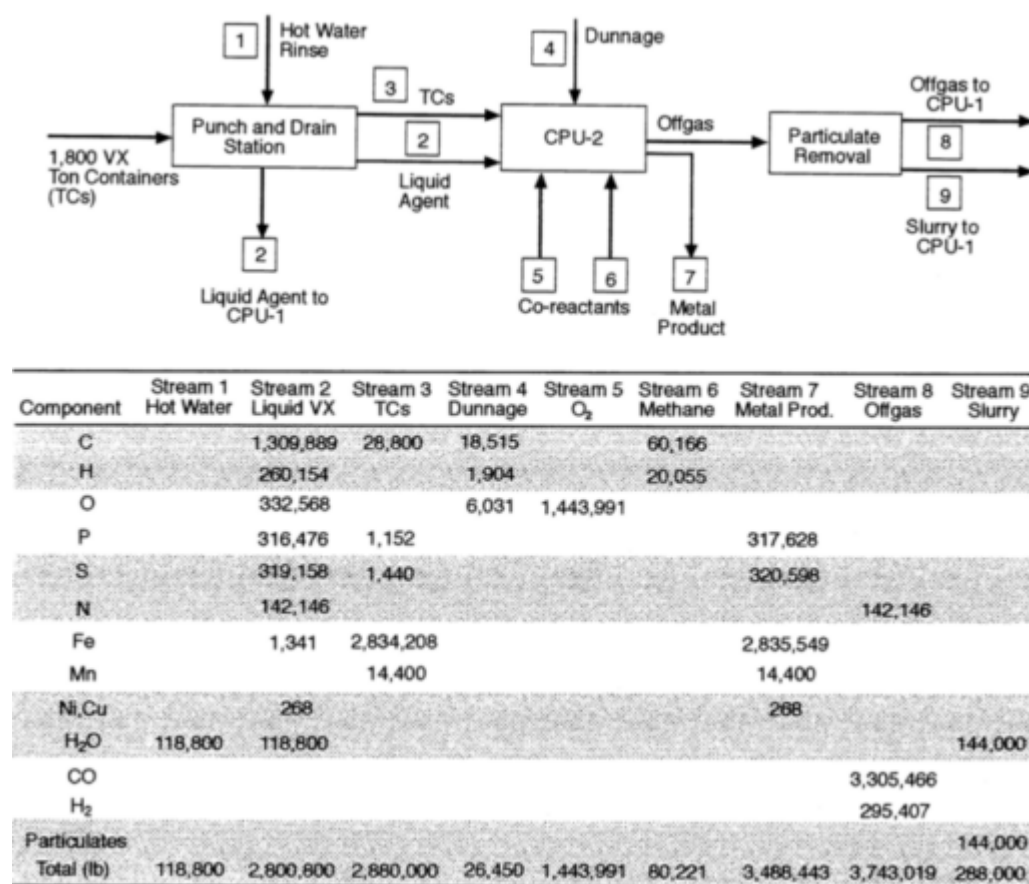 1
Hot Water
Rinse
4
Dunnage
3
TCs
Offgas to
CPU-1
Punch and Drain
Station
CPU-2
Offgas
Particulate
Removal
8
2
1,800 VX
Ton Containers
(TCs)
Liquid
Agent
9
Slurry to
CPU-1
2
5
6
7
Liquid Agent to
CPU-1
Co-reactants
Metal
Product
Stream 1 Stream 2 Stream 3 Stream 4 Stream 5 Stream 6 Stream 7 Stream 8 Stream 9
Component Hot Water Liquid VX TCs Dunnage O₂ Methane Metal Prod. Offgas Slurry
C 1,309,889 28,800 18,515 60,166
H 260,154 1,904 20,055
O 332,568 6,031 1,443,991
P 316,476 1,152 317,628
S 319,158 1,440 320,598
N 142,146 142,146
Fe 1,341 2,834,208 2,835,549
Mn 14,400 14,400
Ni,Cu 268 268
H₂O 118,800 118,800 144,000
CO 3,305,466
H₂ 295,407
Particulates 144,000
Total (lb) 118,800 2,800,800 2,880,000 26,450 1,443,991 80,221 3,488,443 3,743,019 288,000